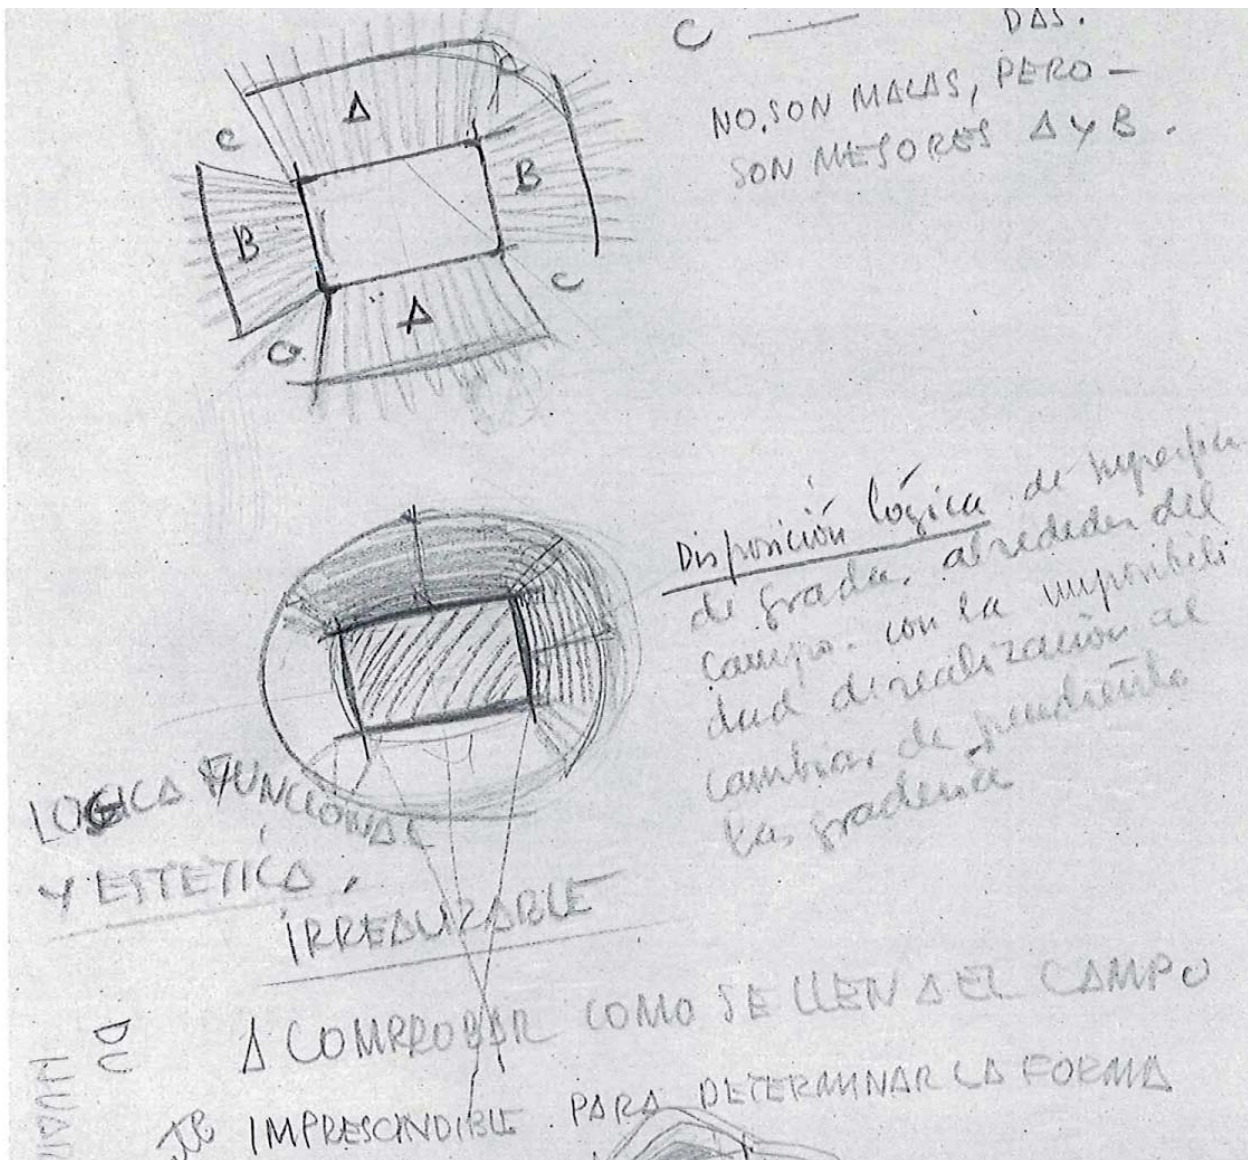 C — DAS.
NO SON MALAS, PERO -
SON MEJORES A Y B.
C
A
C
C
B
B
A
C
Disposición lógica de superficie
de grada, alrededor del
campo. con la imposibili
dad de realización al
cambiar de pendiente
las gradería
LOGICA FUNCIONAL
Y ESTETICA.
IRREALIZABLE
A COMPROBAR COMO SE LLENA EL CAMPO
IMPRESCINDIBLE PARA DETERMINAR LA FORMA